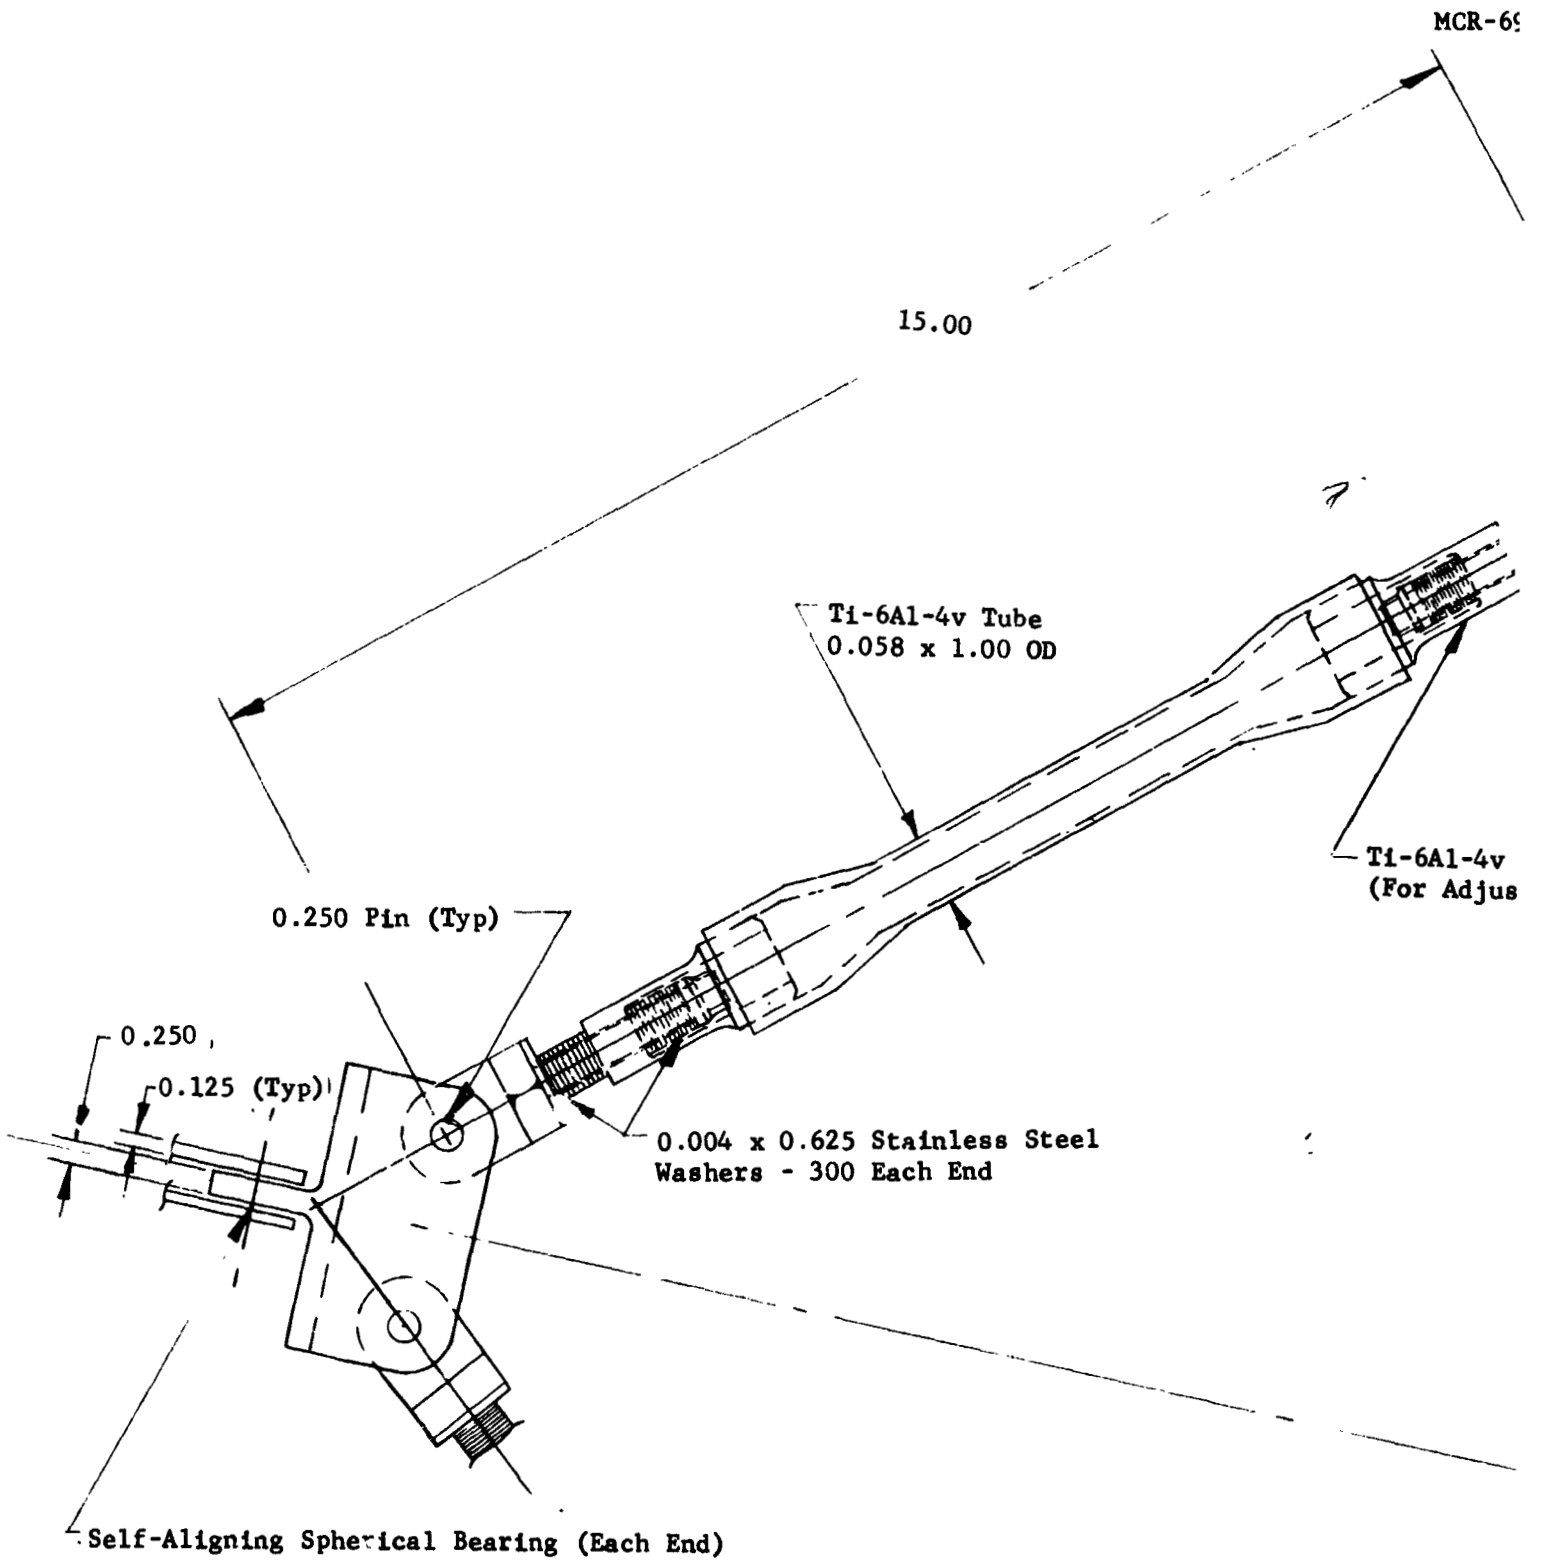 MCR-69
15.00
Ti-6Al-4v Tube
0.058 x 1.00 OD
Ti-6Al-4v
(For Adjus
0.250 Pin (Typ)
0.250
0.125 (Typ)
0.004 x 0.625 Stainless Steel
Washers - 300 Each End
Self-Aligning Spherical Bearing (Each End)